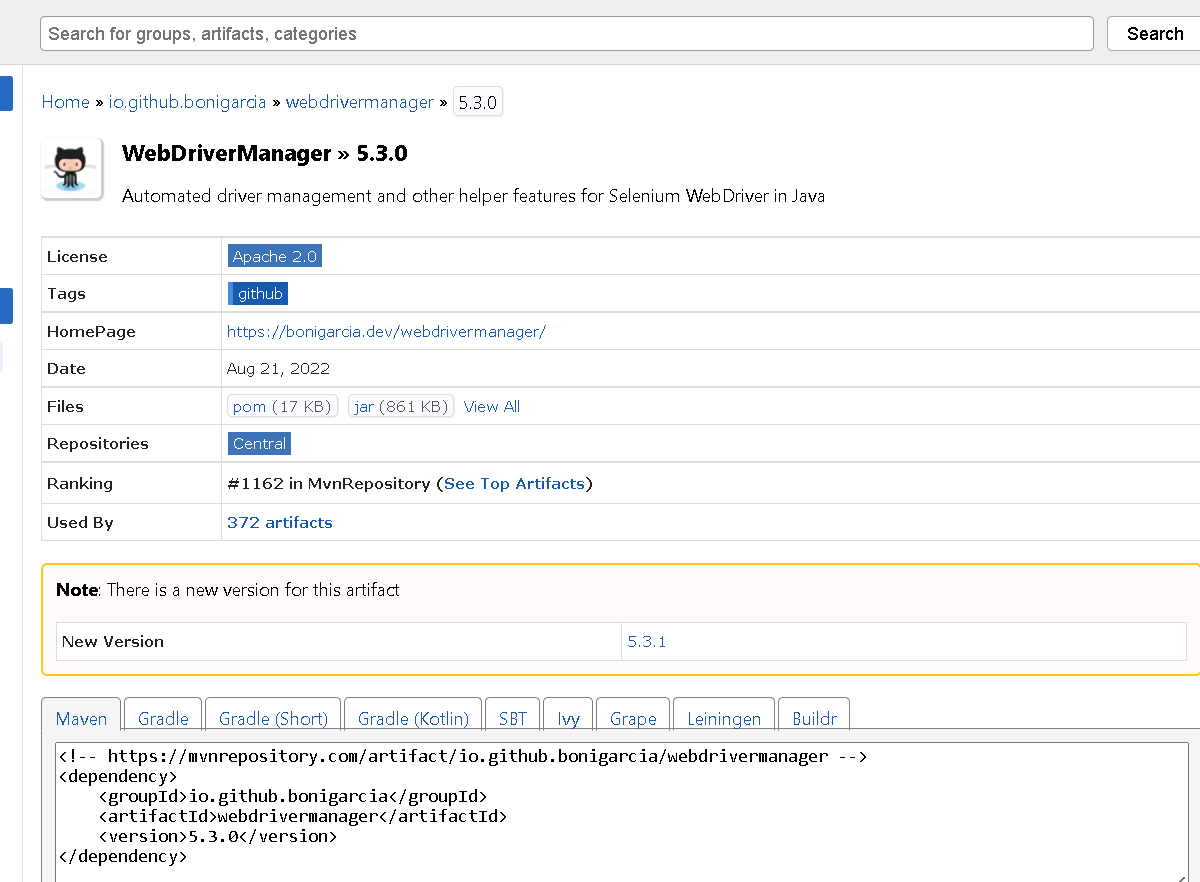 Search for groups, artifacts, categories
Search
Home » io.github.bonigarcia » webdrivermanager » 5.3.0
WebDriverManager » 5.3.0
Automated driver management and other helper features for Selenium WebDriver in Java
License Apache 2.0
Tags github
HomePage https://bonigarcia.dev/webdrivermanager/
Date Aug 21, 2022
Files pom (17 KB) jar (861 KB) View All
Repositories Central
Ranking #1162 in MvnRepository (See Top Artifacts)
Used By 372 artifacts
Note: There is a new version for this artifact
New Version 5.3.1
Maven Gradle Gradle (Short) Gradle (Kotlin) SBT Ivy Grape Leiningen Buildr
<!-- https://mvnrepository.com/artifact/io.github.bonigarcia/webdrivermanager -->
<dependency>
    <groupId>io.github.bonigarcia</groupId>
    <artifactId>webdrivermanager</artifactId>
    <version>5.3.0</version>
</dependency>